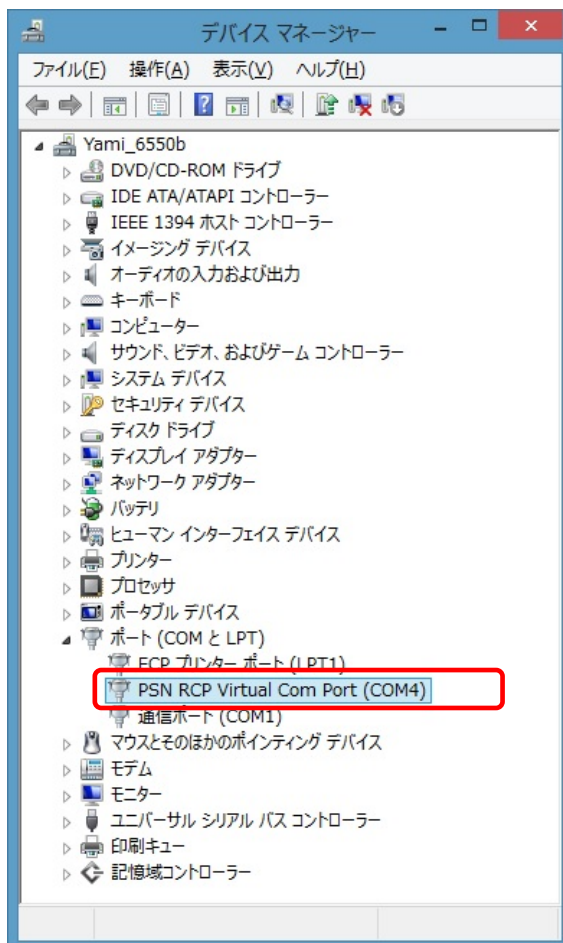 デバイス マネージャー
ファイル(F) 操作(A) 表示(V) ヘルプ(H)
Yami_6550b
DVD/CD-ROM ドライブ
IDE ATA/ATAPI コントローラー
IEEE 1394 ホスト コントローラー
イメージング デバイス
オーディオの入力および出力
キーボード
コンピューター
サウンド、ビデオ、およびゲーム コントローラー
システム デバイス
セキュリティ デバイス
ディスク ドライブ
ディスプレイ アダプター
ネットワーク アダプター
バッテリ
ヒューマン インターフェイス デバイス
プリンター
プロセッサ
ポータブル デバイス
ポート (COM と LPT)
ECP プリンター ポート (LPT1)
PSN RCP Virtual Com Port (COM4)
通信ポート (COM1)
マウスとそのほかのポインティング デバイス
モデム
モニター
ユニバーサル シリアル バス コントローラー
印刷キュー
記憶域コントローラー